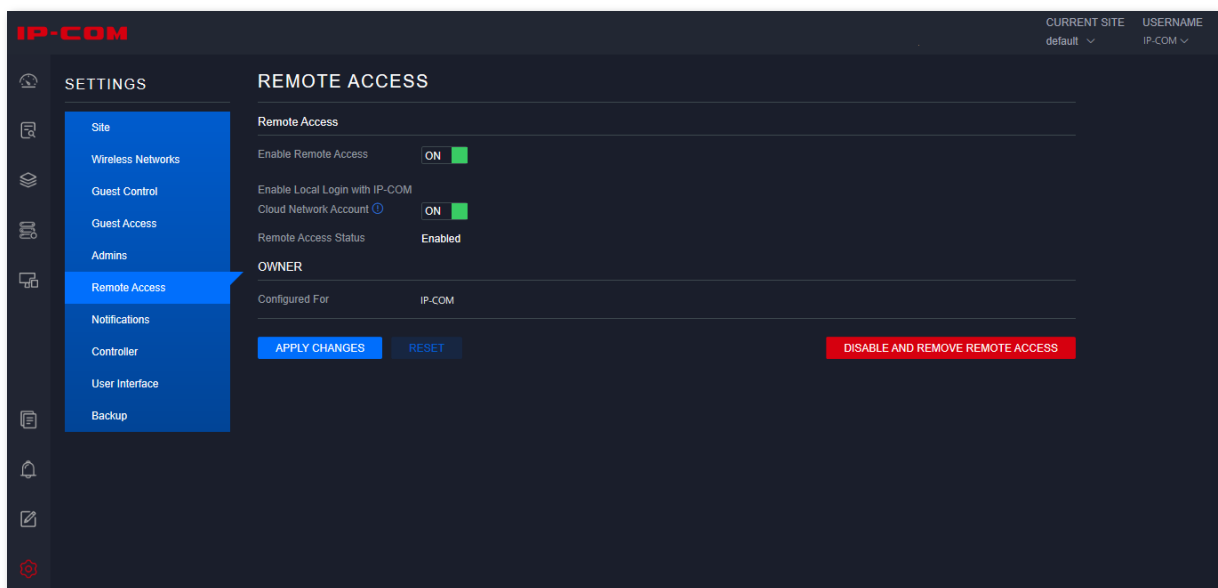 IP-COM
CURRENT SITE
USERNAME
default
IP-COM
SETTINGS
Site
Wireless Networks
Guest Control
Guest Access
Admins
Remote Access
Notifications
Controller
User Interface
Backup
REMOTE ACCESS
Remote Access
Enable Remote Access
ON
Enable Local Login with IP-COM
Cloud Network Account
ON
Remote Access Status
Enabled
OWNER
Configured For
IP-COM
APPLY CHANGES
RESET
DISABLE AND REMOVE REMOTE ACCESS